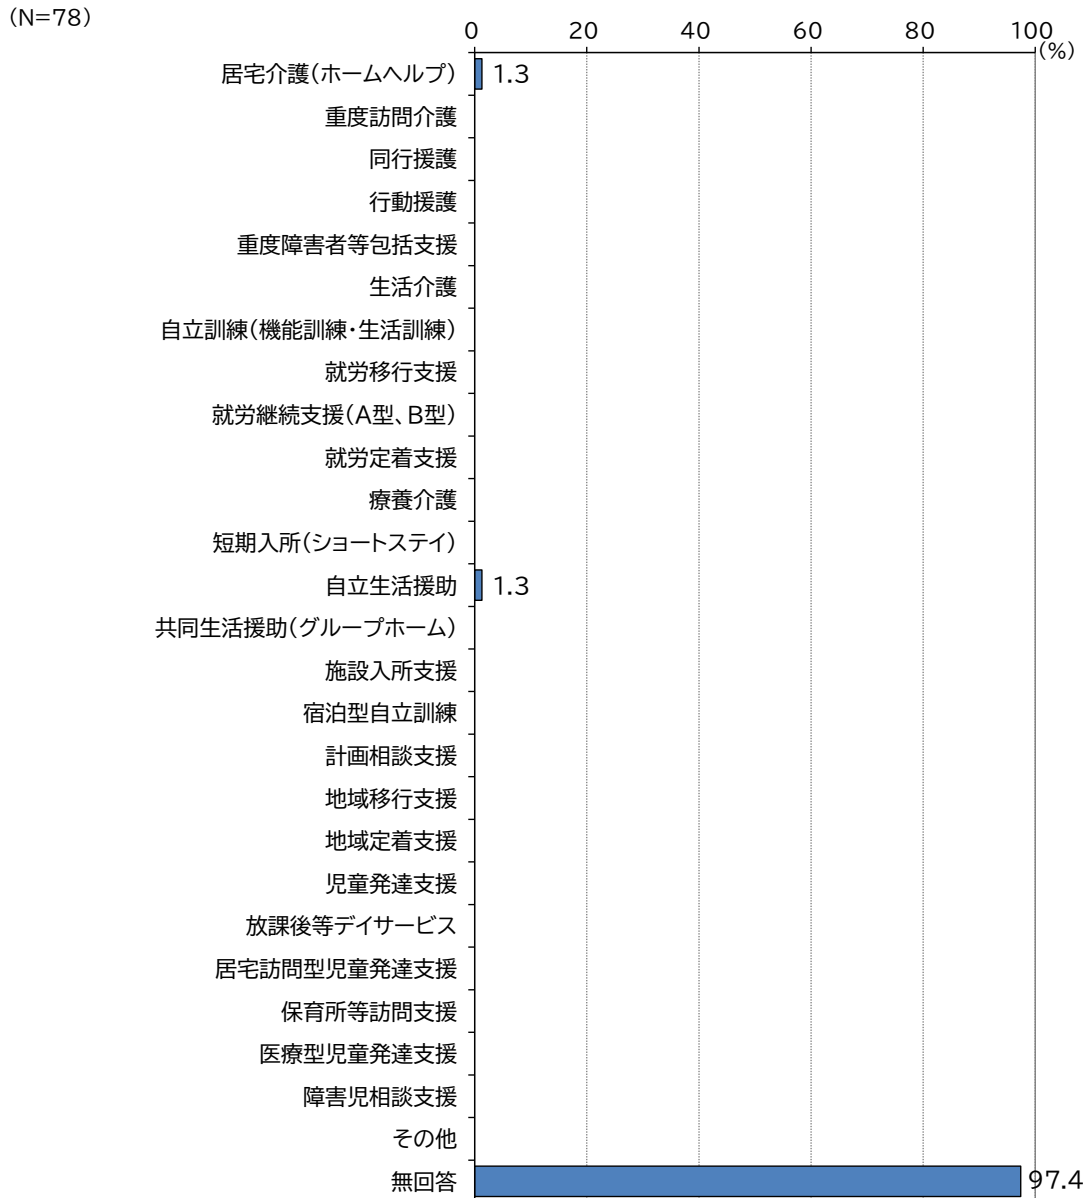 （N=78）
0 20 40 60 80 100
(%)
居宅介護（ホームヘルプ） 1.3
重度訪問介護
同行援護
行動援護
重度障害者等包括支援
生活介護
自立訓練（機能訓練・生活訓練）
就労移行支援
就労継続支援（A型、B型）
就労定着支援
療養介護
短期入所（ショートステイ）
自立生活援助 1.3
共同生活援助（グループホーム）
施設入所支援
宿泊型自立訓練
計画相談支援
地域移行支援
地域定着支援
児童発達支援
放課後等デイサービス
居宅訪問型児童発達支援
保育所等訪問支援
医療型児童発達支援
障害児相談支援
その他
無回答 97.4